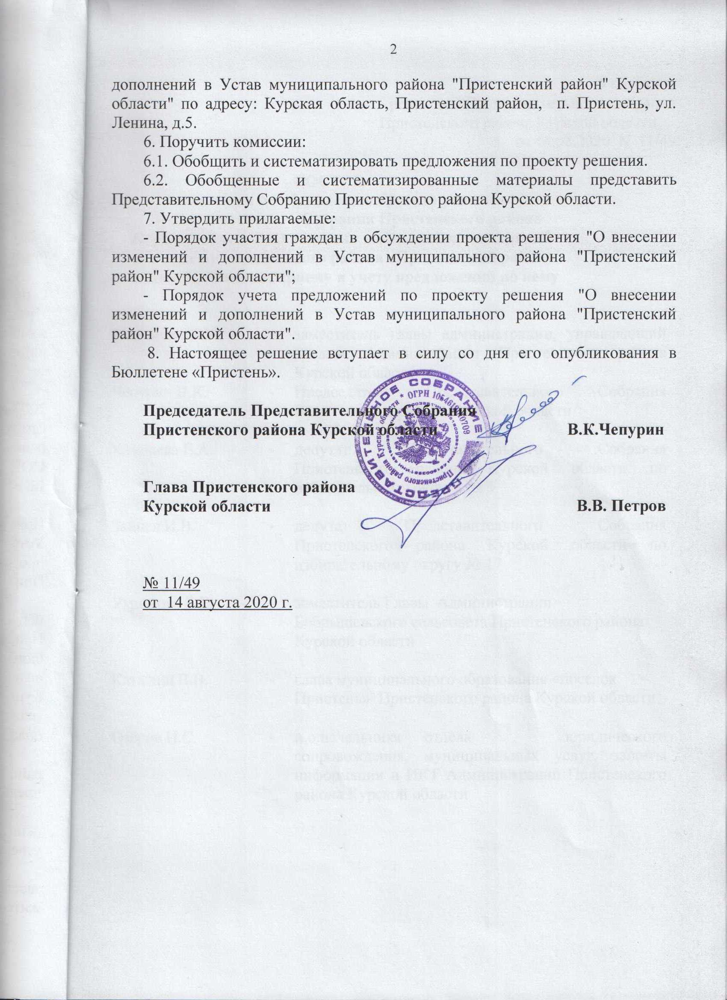 2
дополнений в Устав муниципального района "Пристенский район" Курской
области" по адресу: Курская область, Пристенский район, п. Пристень, ул.
Ленина, д.5.
6. Поручить комиссии:
6.1. Обобщить и систематизировать предложения по проекту решения.
6.2. Обобщенные и систематизированные материалы представить
Представительному Собранию Пристенского района Курской области.
7. Утвердить прилагаемые:
- Порядок участия граждан в обсуждении проекта решения "О внесении
изменений и дополнений в Устав муниципального района "Пристенский
район" Курской области";
- Порядок учета предложений по проекту решения "О внесении
изменений и дополнений в Устав муниципального района "Пристенский
район" Курской области".
8. Настоящее решение вступает в силу со дня его опубликования в
Бюллетене «Пристень».
Председатель Представительного Собрания
Пристенского района Курской области В.К.Чепурин
ПРЕДСТАВИТЕЛЬНОЕ СОБРАНИЕ
Пристенского района Курской области * ОГРН
Глава Пристенского района
Курской области В.В. Петров
№ 11/49
от 14 августа 2020 г.